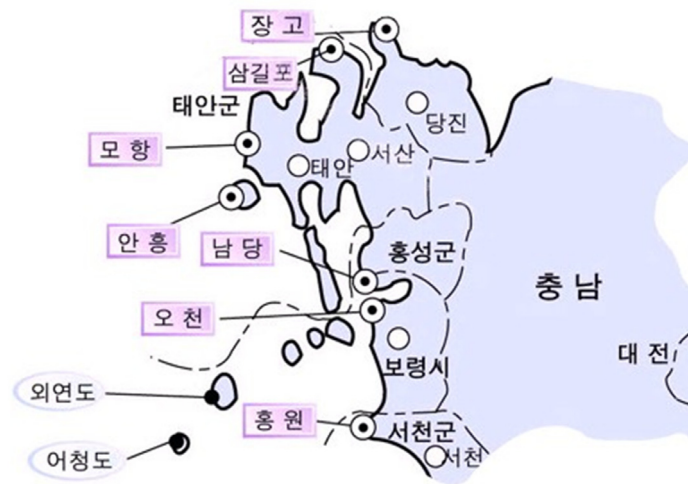 장 고
삼길포
태안군
당진
모 항
태안
서산
안 흥
남 당
홍성군
충 남
오 천
대 전
보령시
외연도
홍 원
서천군
어청도
서천